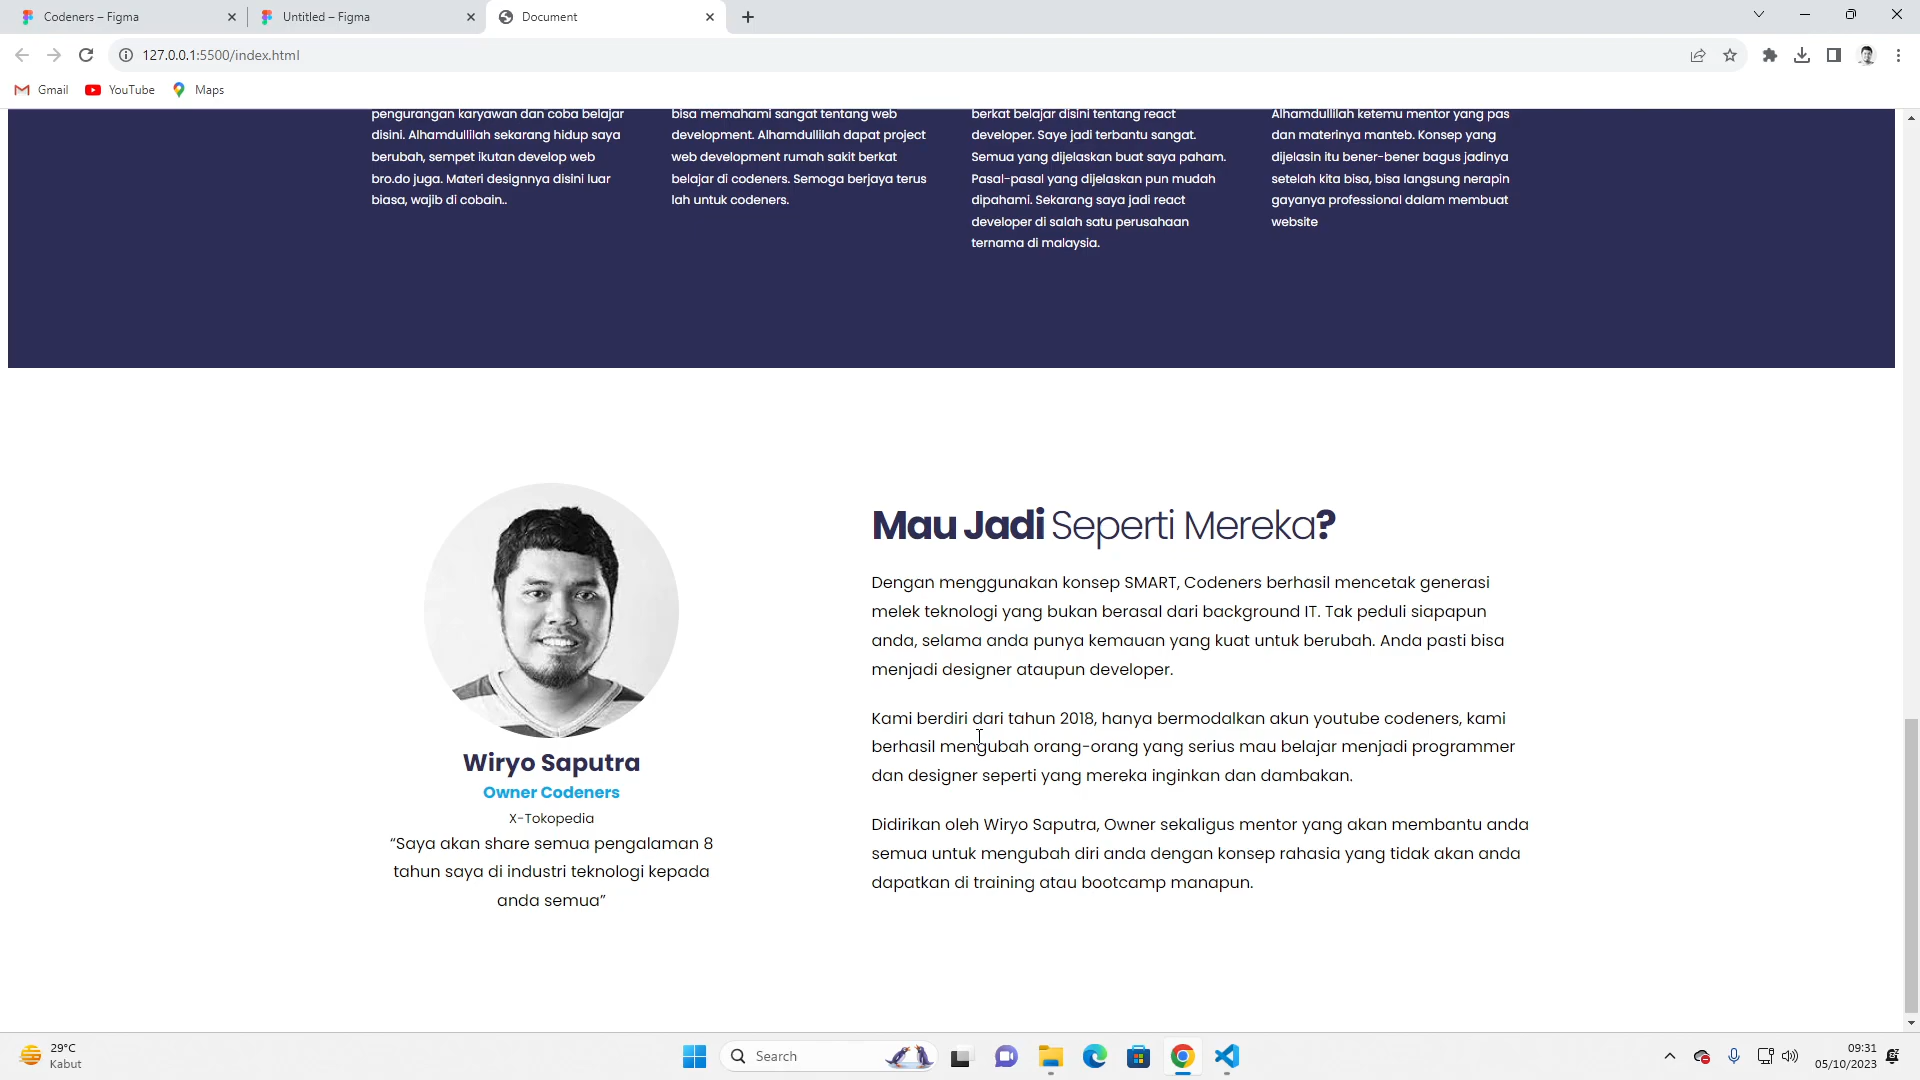 Codeners – Figma
Untitled – Figma
Document
127.0.0.1:5500/index.html
Gmail
YouTube
Maps
pengurangan karyawan dan coba belajar
disini. Alhamdullilah sekarang hidup saya
berubah, sempet ikutan develop web
bro.do juga. Materi designnya disini luar
biasa, wajib di cobain..
bisa memahami sangat tentang web
development. Alhamdullilah dapat project
web development rumah sakit berkat
belajar di codeners. Semoga berjaya terus
lah untuk codeners.
berkat belajar disini tentang react
developer. Saye jadi terbantu sangat.
Semua yang dijelaskan buat saya paham.
Pasal-pasal yang dijelaskan pun mudah
dipahami. Sekarang saya jadi react
developer di salah satu perusahaan
ternama di malaysia.
Alhamdullilah ketemu mentor yang pas
dan materinya manteb. Konsep yang
dijelasin itu bener-bener bagus jadinya
setelah kita bisa, bisa langsung nerapin
gayanya professional dalam membuat
website
Wiryo Saputra
Owner Codeners
X-Tokopedia
“Saya akan share semua pengalaman 8
tahun saya di industri teknologi kepada
anda semua”
Mau Jadi Seperti Mereka?
Dengan menggunakan konsep SMART, Codeners berhasil mencetak generasi
melek teknologi yang bukan berasal dari background IT. Tak peduli siapapun
anda, selama anda punya kemauan yang kuat untuk berubah. Anda pasti bisa
menjadi designer ataupun developer.
Kami berdiri dari tahun 2018, hanya bermodalkan akun youtube codeners, kami
berhasil mengubah orang-orang yang serius mau belajar menjadi programmer
dan designer seperti yang mereka inginkan dan dambakan.
Didirikan oleh Wiryo Saputra, Owner sekaligus mentor yang akan membantu anda
semua untuk mengubah diri anda dengan konsep rahasia yang tidak akan anda
dapatkan di training atau bootcamp manapun.
29°C
Kabut
Search
09:31
05/10/2023